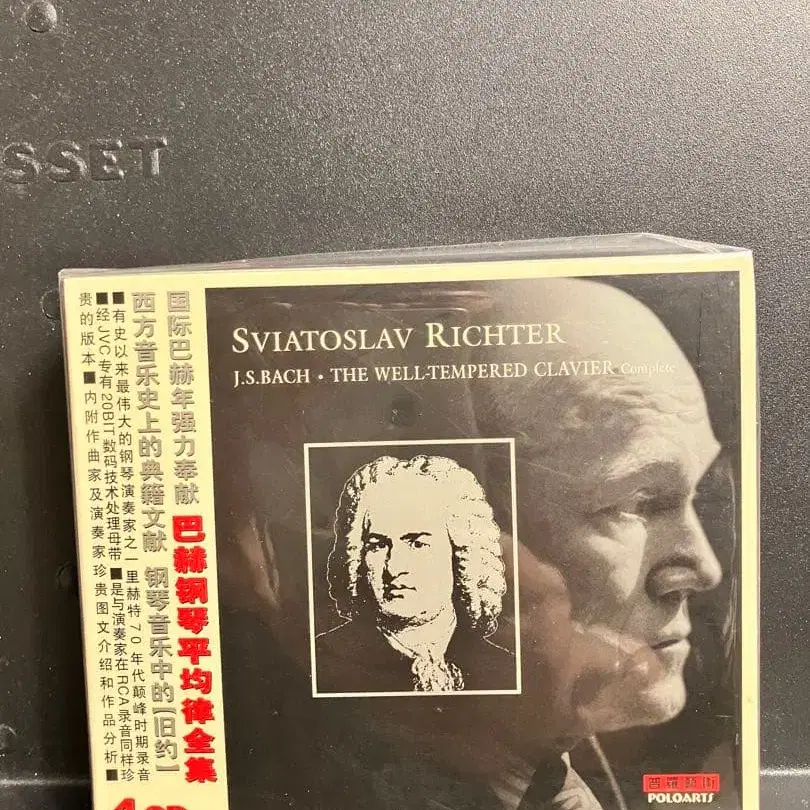 SSET
SVIATOSLAV RICHTER
J.S.BACH • THE WELL-TEMPERED CLAVIER Complete
国际巴赫年强力奉献 巴赫钢琴平均律全集
西方音乐史上的典籍文献 钢琴音乐中的[旧约]
■有史以来最伟大的钢琴演奏家之一里赫特70年代颠峰时期录音
■经JVC专有20BIT数码技术处理母带 ■是与演奏家在RCA录音同样珍
贵的版本 ■内附作曲家及演奏家珍贵图文介绍和作品分析■
4CD
普罗艺术
POLOARTS